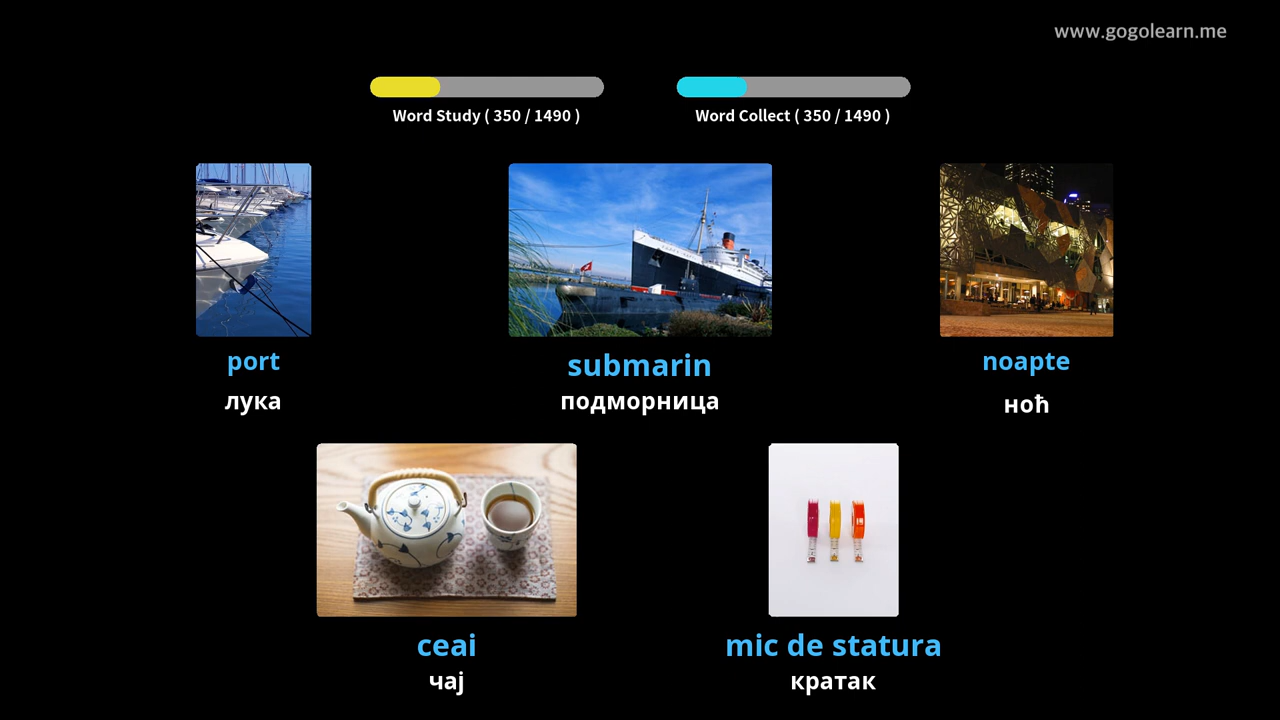 www.gogolearn.me
Word Study ( 350 / 1490 )
Word Collect ( 350 / 1490 )
port
лука
submarin
подморница
noapte
ноћ
ceai
чај
mic de statura
кратак